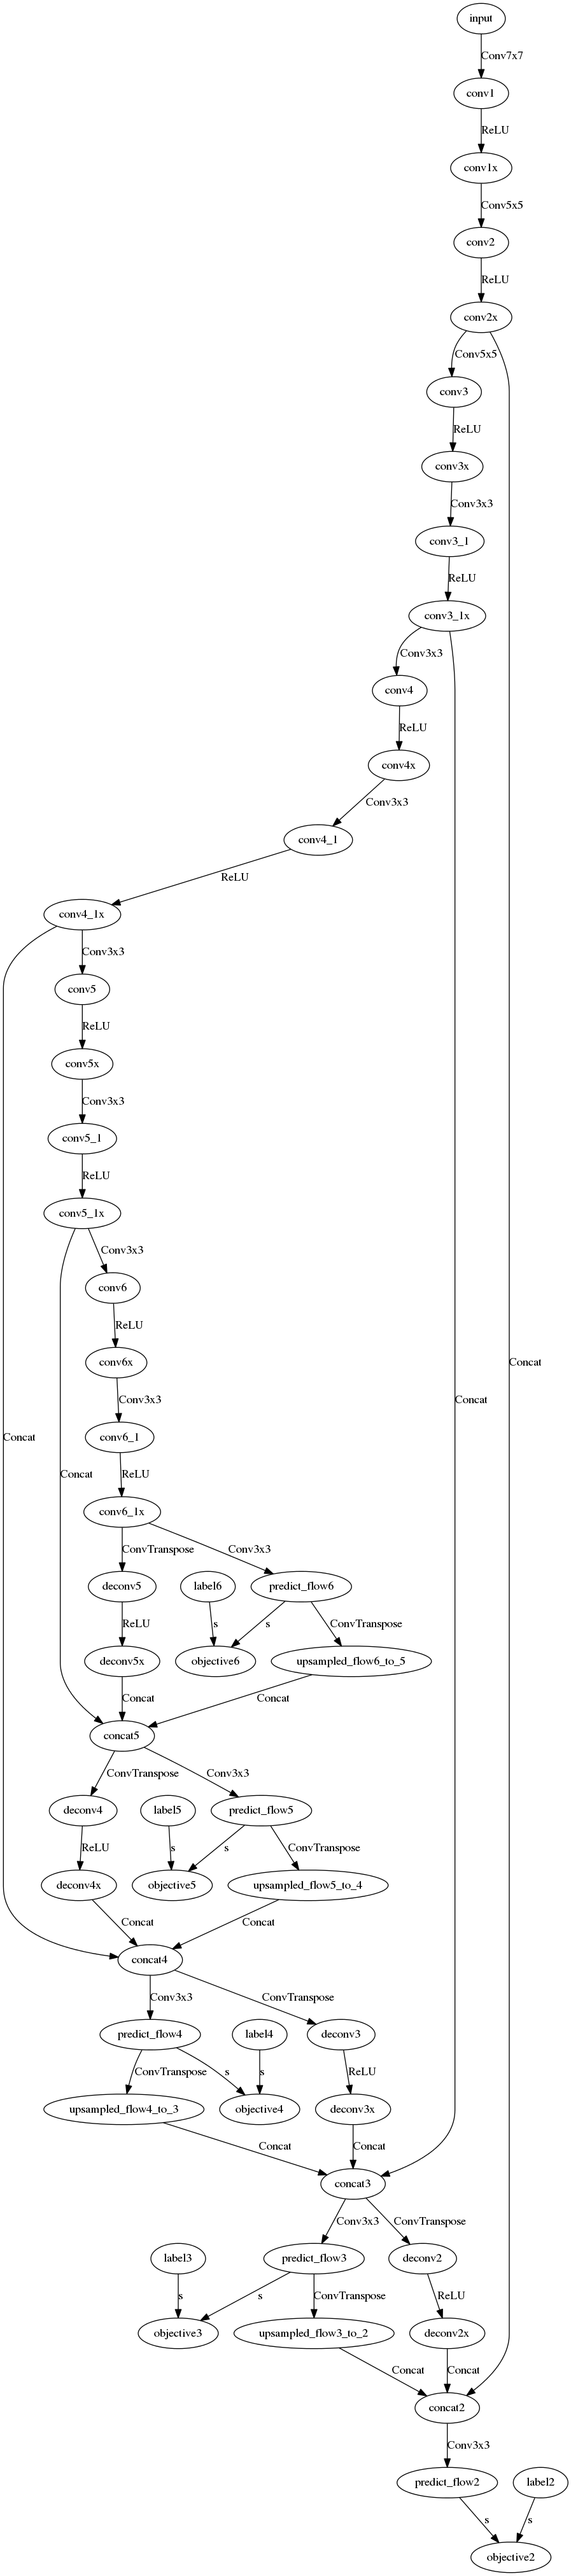 input
Conv7x7
conv1
ReLU
conv1x
Conv5x5
conv2
ReLU
conv2x
Conv5x5
conv3
ReLU
conv3x
Conv3x3
conv3_1
ReLU
conv3_1x
Conv3x3
conv4
ReLU
conv4x
Conv3x3
conv4_1
ReLU
conv4_1x
Conv3x3
conv5
ReLU
conv5x
Conv3x3
conv5_1
ReLU
conv5_1x
Conv3x3
conv6
ReLU
conv6x
Concat
Conv3x3
Concat
conv6_1
Concat
Concat
ReLU
conv6_1x
ConvTranspose
Conv3x3
deconv5
label6
predict_flow6
ReLU
s
s
ConvTranspose
deconv5x
objective6
upsampled_flow6_to_5
Concat
Concat
concat5
ConvTranspose
Conv3x3
deconv4
label5
predict_flow5
ReLU
s
s
ConvTranspose
deconv4x
objective5
upsampled_flow5_to_4
Concat
Concat
concat4
Conv3x3
ConvTranspose
predict_flow4
label4
deconv3
ConvTranspose
s
s
ReLU
upsampled_flow4_to_3
objective4
deconv3x
Concat
Concat
concat3
Conv3x3
ConvTranspose
label3
predict_flow3
deconv2
s
s
ConvTranspose
ReLU
objective3
upsampled_flow3_to_2
deconv2x
Concat
Concat
concat2
Conv3x3
predict_flow2
label2
s
s
objective2